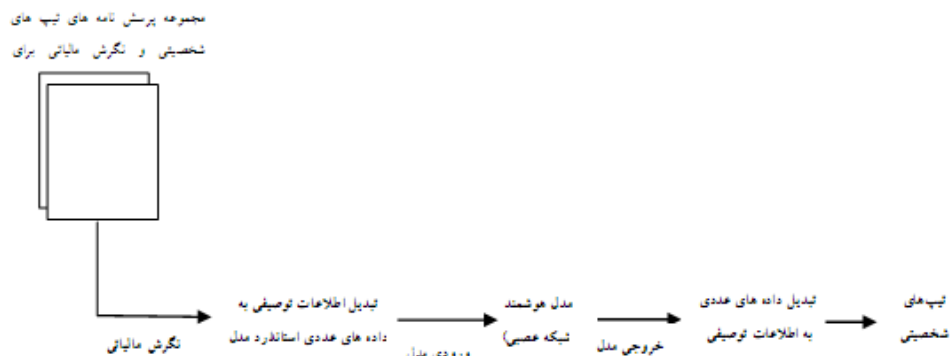 مجموعه پرسش نامه های تیپ های
شخصیتی و نگرش مالیاتی برای
نگرش مالیاتی
تبدیل اطلاعات توصیفی به
داده های عددی استاندرد مدل
ورودی مدل
مدل هوشمند
شبکه عصبی)
خروجی مدل
تبدیل داده های عددی
به اطلاعات توصیفی
تیپ‌های
شخصیتی